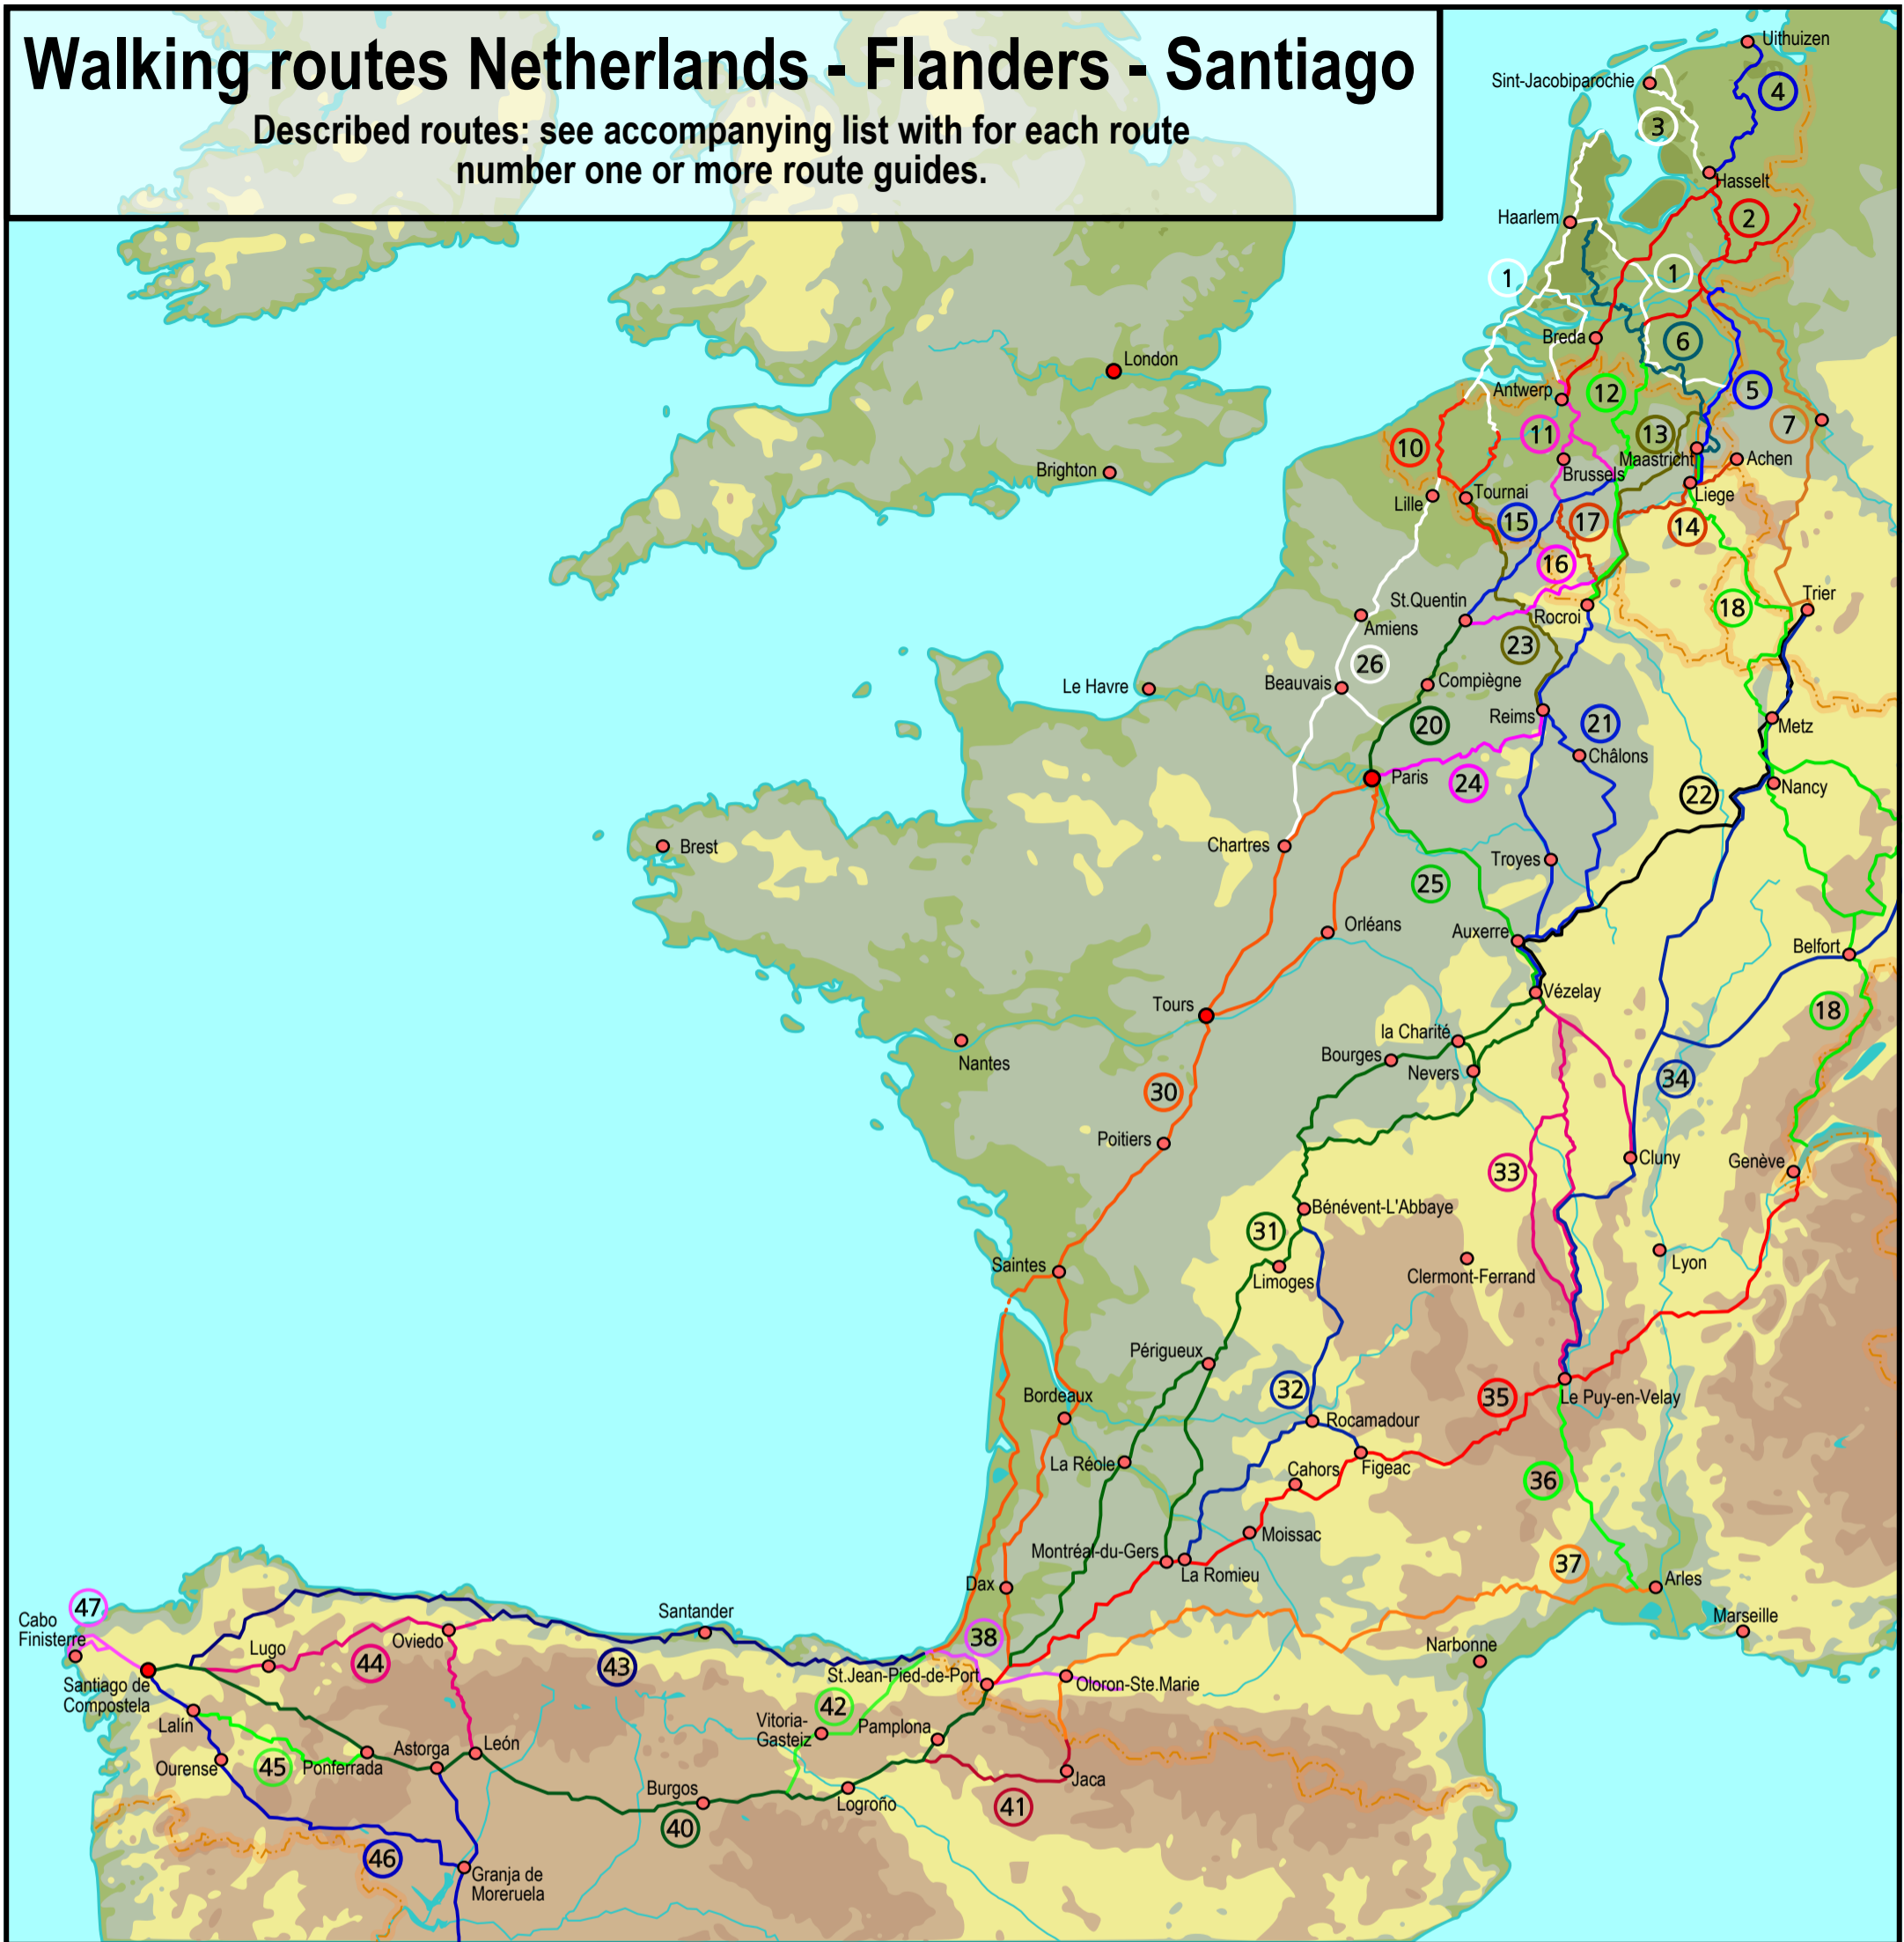 Walking routes Netherlands - Flanders - Santiago
Described routes: see accompanying list with for each route
number one or more route guides.
Uithuizen
Sint-Jacobiparochie
4
3
Hasselt
Haarlem
2
1
1
Breda
6
London
Antwerp
12
5
7
10
11
13
Brighton
Maastricht
Achen
Brussels
Lille
Tournai
Liege
15
17
14
16
St.Quentin
Trier
18
Amiens
Rocroi
23
26
Le Havre
Beauvais
Compiègne
Reims
21
20
Metz
Châlons
Paris
24
22
Nancy
Brest
Chartres
Troyes
25
Orléans
Auxerre
Belfort
Vézelay
Tours
18
la Charité
Nantes
Bourges
Nevers
34
30
Poitiers
Cluny
Genève
33
Bénévent-L'Abbaye
31
Saintes
Limoges
Clermont-Ferrand
Lyon
Périgueux
32
Bordeaux
35
Le Puy-en-Velay
Rocamadour
La Réole
Cahors
Figeac
36
Moissac
Montréal-du-Gers
La Romieu
37
Dax
Arles
47
Cabo
Finisterre
Santander
Marseille
Lugo
Oviedo
38
Narbonne
44
43
Santiago de
Compostela
St.Jean-Pied-de-Port
Oloron-Ste.Marie
Lalín
42
Vitoria-
Gasteiz
Pamplona
Astorga
León
Ourense
45
Ponferrada
Burgos
Jaca
Logroño
41
40
46
Granja de
Moreruela